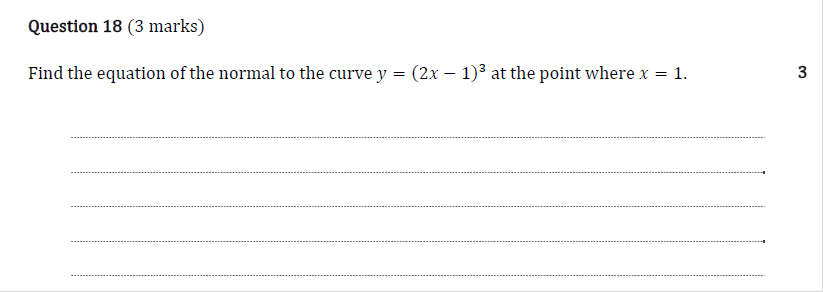 Question 18 (3 marks)
Find the equation of the normal to the curve y = (2x − 1)³ at the point where x = 1. 3